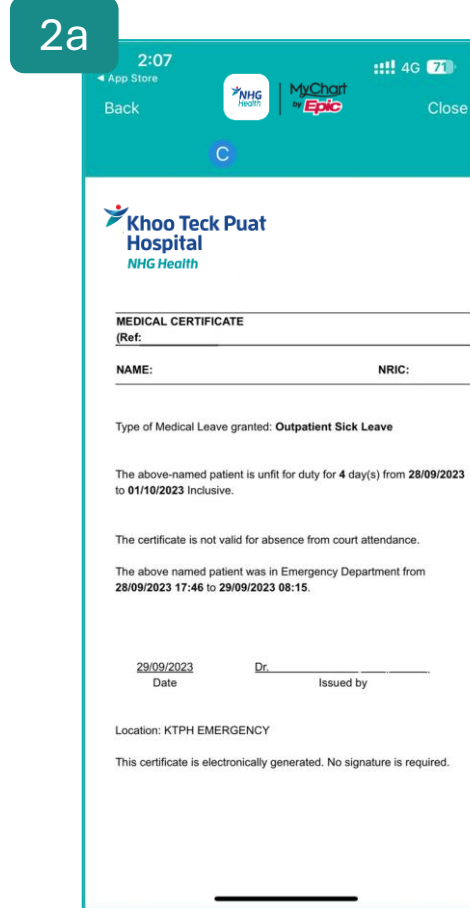 2a
2:07
4G 71
◀ App Store
Back
NHG
Health
MyChart
by Epic
Close
C
Khoo Teck Puat
Hospital
NHG Health
MEDICAL CERTIFICATE
(Ref:
NAME: NRIC:
Type of Medical Leave granted: Outpatient Sick Leave
The above-named patient is unfit for duty for 4 day(s) from 28/09/2023
to 01/10/2023 Inclusive.
The certificate is not valid for absence from court attendance.
The above named patient was in Emergency Department from
28/09/2023 17:46 to 29/09/2023 08:15.
29/09/2023 Dr.
Date Issued by
Location: KTPH EMERGENCY
This certificate is electronically generated. No signature is required.